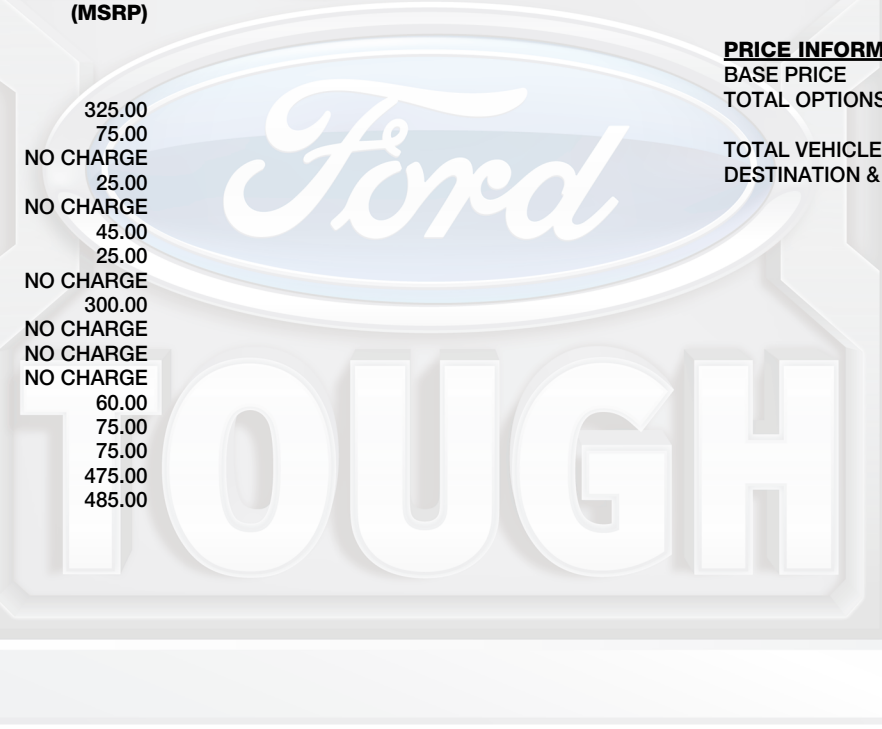 (MSRP)
325.00
75.00
NO CHARGE
25.00
NO CHARGE
45.00
25.00
NO CHARGE
300.00
NO CHARGE
NO CHARGE
NO CHARGE
60.00
75.00
75.00
475.00
485.00
PRICE INFORM
BASE PRICE
TOTAL OPTIONS
TOTAL VEHICLE
DESTINATION &
Ford
TOUGH